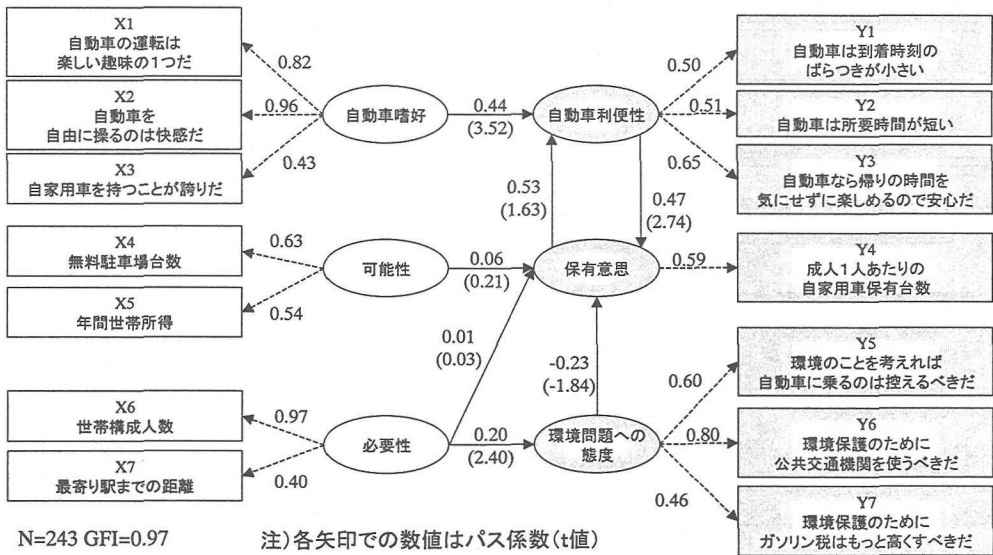 X1
自動車の運転は
楽しい趣味の1つだ
X2
自動車を
自由に操るのは快感だ
X3
自家用車を持つことが誇りだ
0.82
0.96
0.43
自動車嗜好
0.44
(3.52)
自動車利便性
0.50
0.51
0.65
Y1
自動車は到着時刻の
ばらつきが小さい
Y2
自動車は所要時間が短い
Y3
自動車なら帰りの時間を
気にせずに楽しめるので安心だ
0.53
(1.63)
0.47
(2.74)
X4
無料駐車場台数
X5
年間世帯所得
0.63
0.54
可能性
0.06
(0.21)
保有意思
0.59
Y4
成人1人あたりの
自家用車保有台数
0.01
(0.03)
-0.23
(-1.84)
X6
世帯構成人数
X7
最寄り駅までの距離
0.97
0.40
必要性
0.20
(2.40)
環境問題への
態度
0.60
0.80
0.46
Y5
環境のことを考えれば
自動車に乗るのは控えるべきだ
Y6
環境保護のために
公共交通機関を使うべきだ
Y7
環境保護のために
ガソリン税はもっと高くすべきだ
N=243 GFI=0.97
注)各矢印での数値はパス係数(t値)